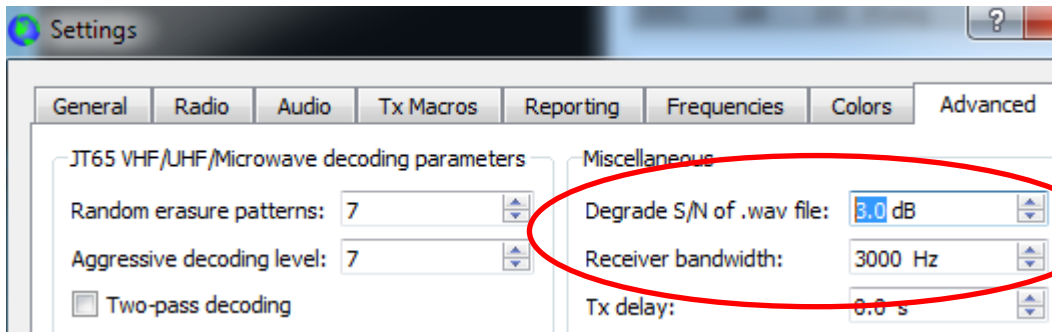 Settings
General Radio Audio Tx Macros Reporting Frequencies Colors Advanced
JT65 VHF/UHF/Microwave decoding parameters
Random erasure patterns: 7
Aggressive decoding level: 7
Two-pass decoding
Miscellaneous
Degrade S/N of .wav file: 3.0 dB
Receiver bandwidth: 3000 Hz
Tx delay: 0.0 s